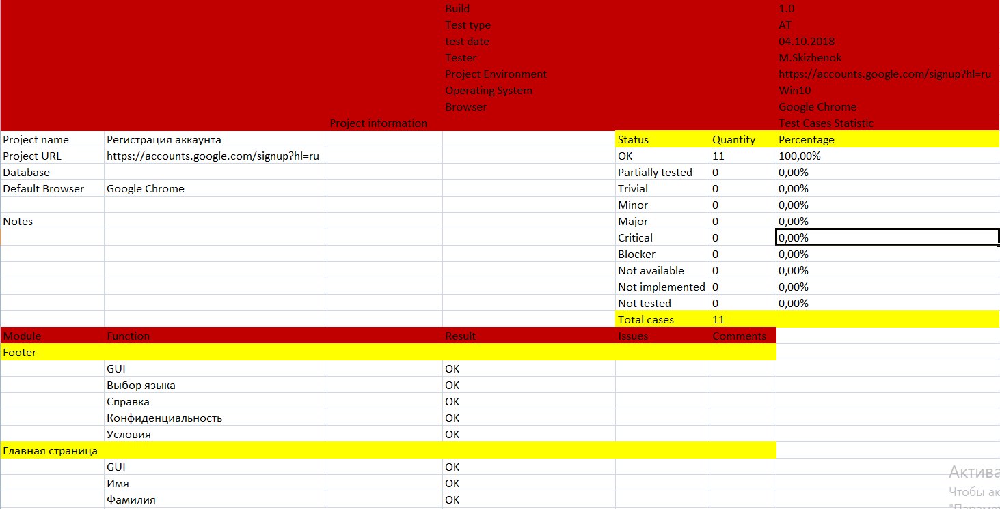 Build 1.0
Test type AT
test date 04.10.2018
Tester M.Skizhenok
Project Environment https://accounts.google.com/signup?hl=ru
Operating System Win10
Browser Google Chrome
Project information Test Cases Statistic
Project name Регистрация аккаунта Status Quantity Percentage
Project URL https://accounts.google.com/signup?hl=ru OK 11 100,00%
Database Partially tested 0 0,00%
Default Browser Google Chrome Trivial 0 0,00%
Minor 0 0,00%
Notes Major 0 0,00%
Critical 0 0,00%
Blocker 0 0,00%
Not available 0 0,00%
Not implemented 0 0,00%
Not tested 0 0,00%
Total cases 11
Module Function Result Issues Comments
Footer
GUI OK
Выбор языка OK
Справка OK
Конфиденциальность OK
Условия OK
Главная страница
GUI OK
Имя OK
Фамилия OK
Актива
Чтобы ак